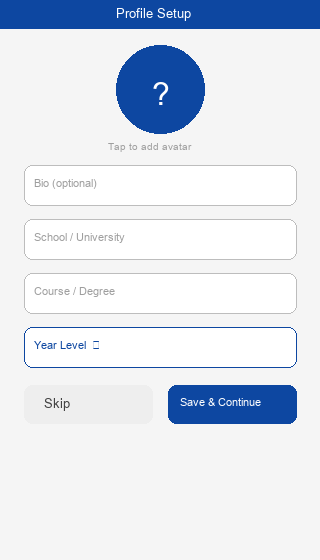 Profile Setup
?
Tap to add avatar
Bio (optional)
School / University
Course / Degree
Year Level
Skip
Save & Continue